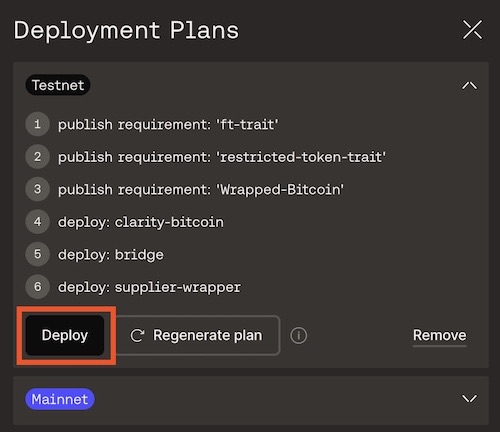 Deployment Plans
Testnet
1 publish requirement: 'ft-trait'
2 publish requirement: 'restricted-token-trait'
3 publish requirement: 'Wrapped-Bitcoin'
4 deploy: clarity-bitcoin
5 deploy: bridge
6 deploy: supplier-wrapper
Deploy Regenerate plan Remove
Mainnet